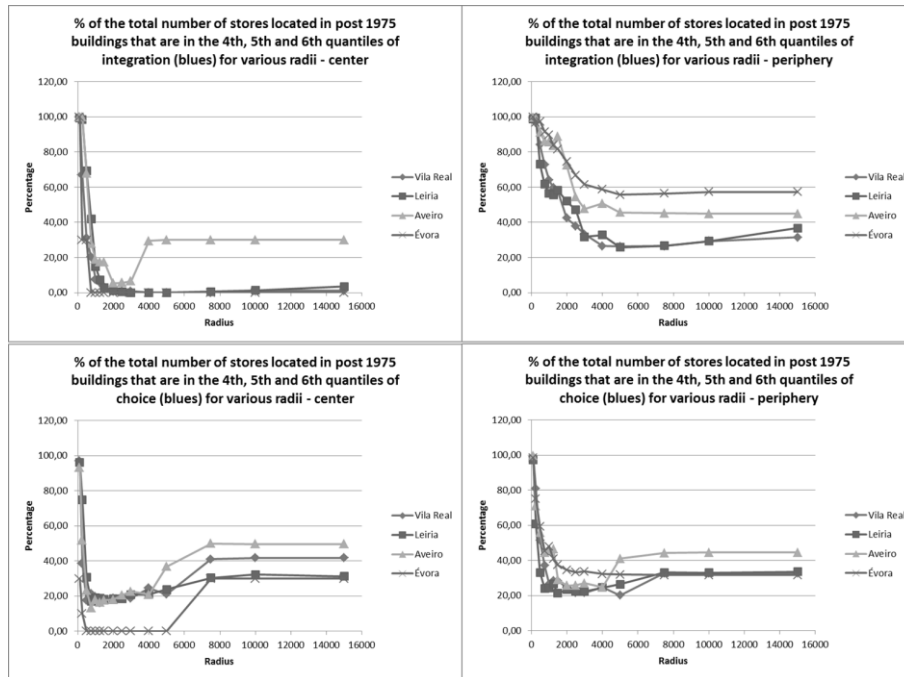 % of the total number of stores located in post 1975
buildings that are in the 4th, 5th and 6th quantiles of
integration (blues) for various radii - center
120,00
100,00
80,00
60,00
40,00
20,00
0,00
Percentage
0 2000 4000 6000 8000 10000 12000 14000 16000
Radius
Vila Real
Leiria
Aveiro
Évora
% of the total number of stores located in post 1975
buildings that are in the 4th, 5th and 6th quantiles of
integration (blues) for various radii - periphery
120,00
100,00
80,00
60,00
40,00
20,00
0,00
Percentage
0 2000 4000 6000 8000 10000 12000 14000 16000
Radius
Vila Real
Leiria
Aveiro
Évora
% of the total number of stores located in post 1975
buildings that are in the 4th, 5th and 6th quantiles of
choice (blues) for various radii - center
120,00
100,00
80,00
60,00
40,00
20,00
0,00
Percentage
0 2000 4000 6000 8000 10000 12000 14000 16000
Radius
Vila Real
Leiria
Aveiro
Évora
% of the total number of stores located in post 1975
buildings that are in the 4th, 5th and 6th quantiles of
choice (blues) for various radii - periphery
120,00
100,00
80,00
60,00
40,00
20,00
0,00
Percentage
0 2000 4000 6000 8000 10000 12000 14000 16000
Radius
Vila Real
Leiria
Aveiro
Évora